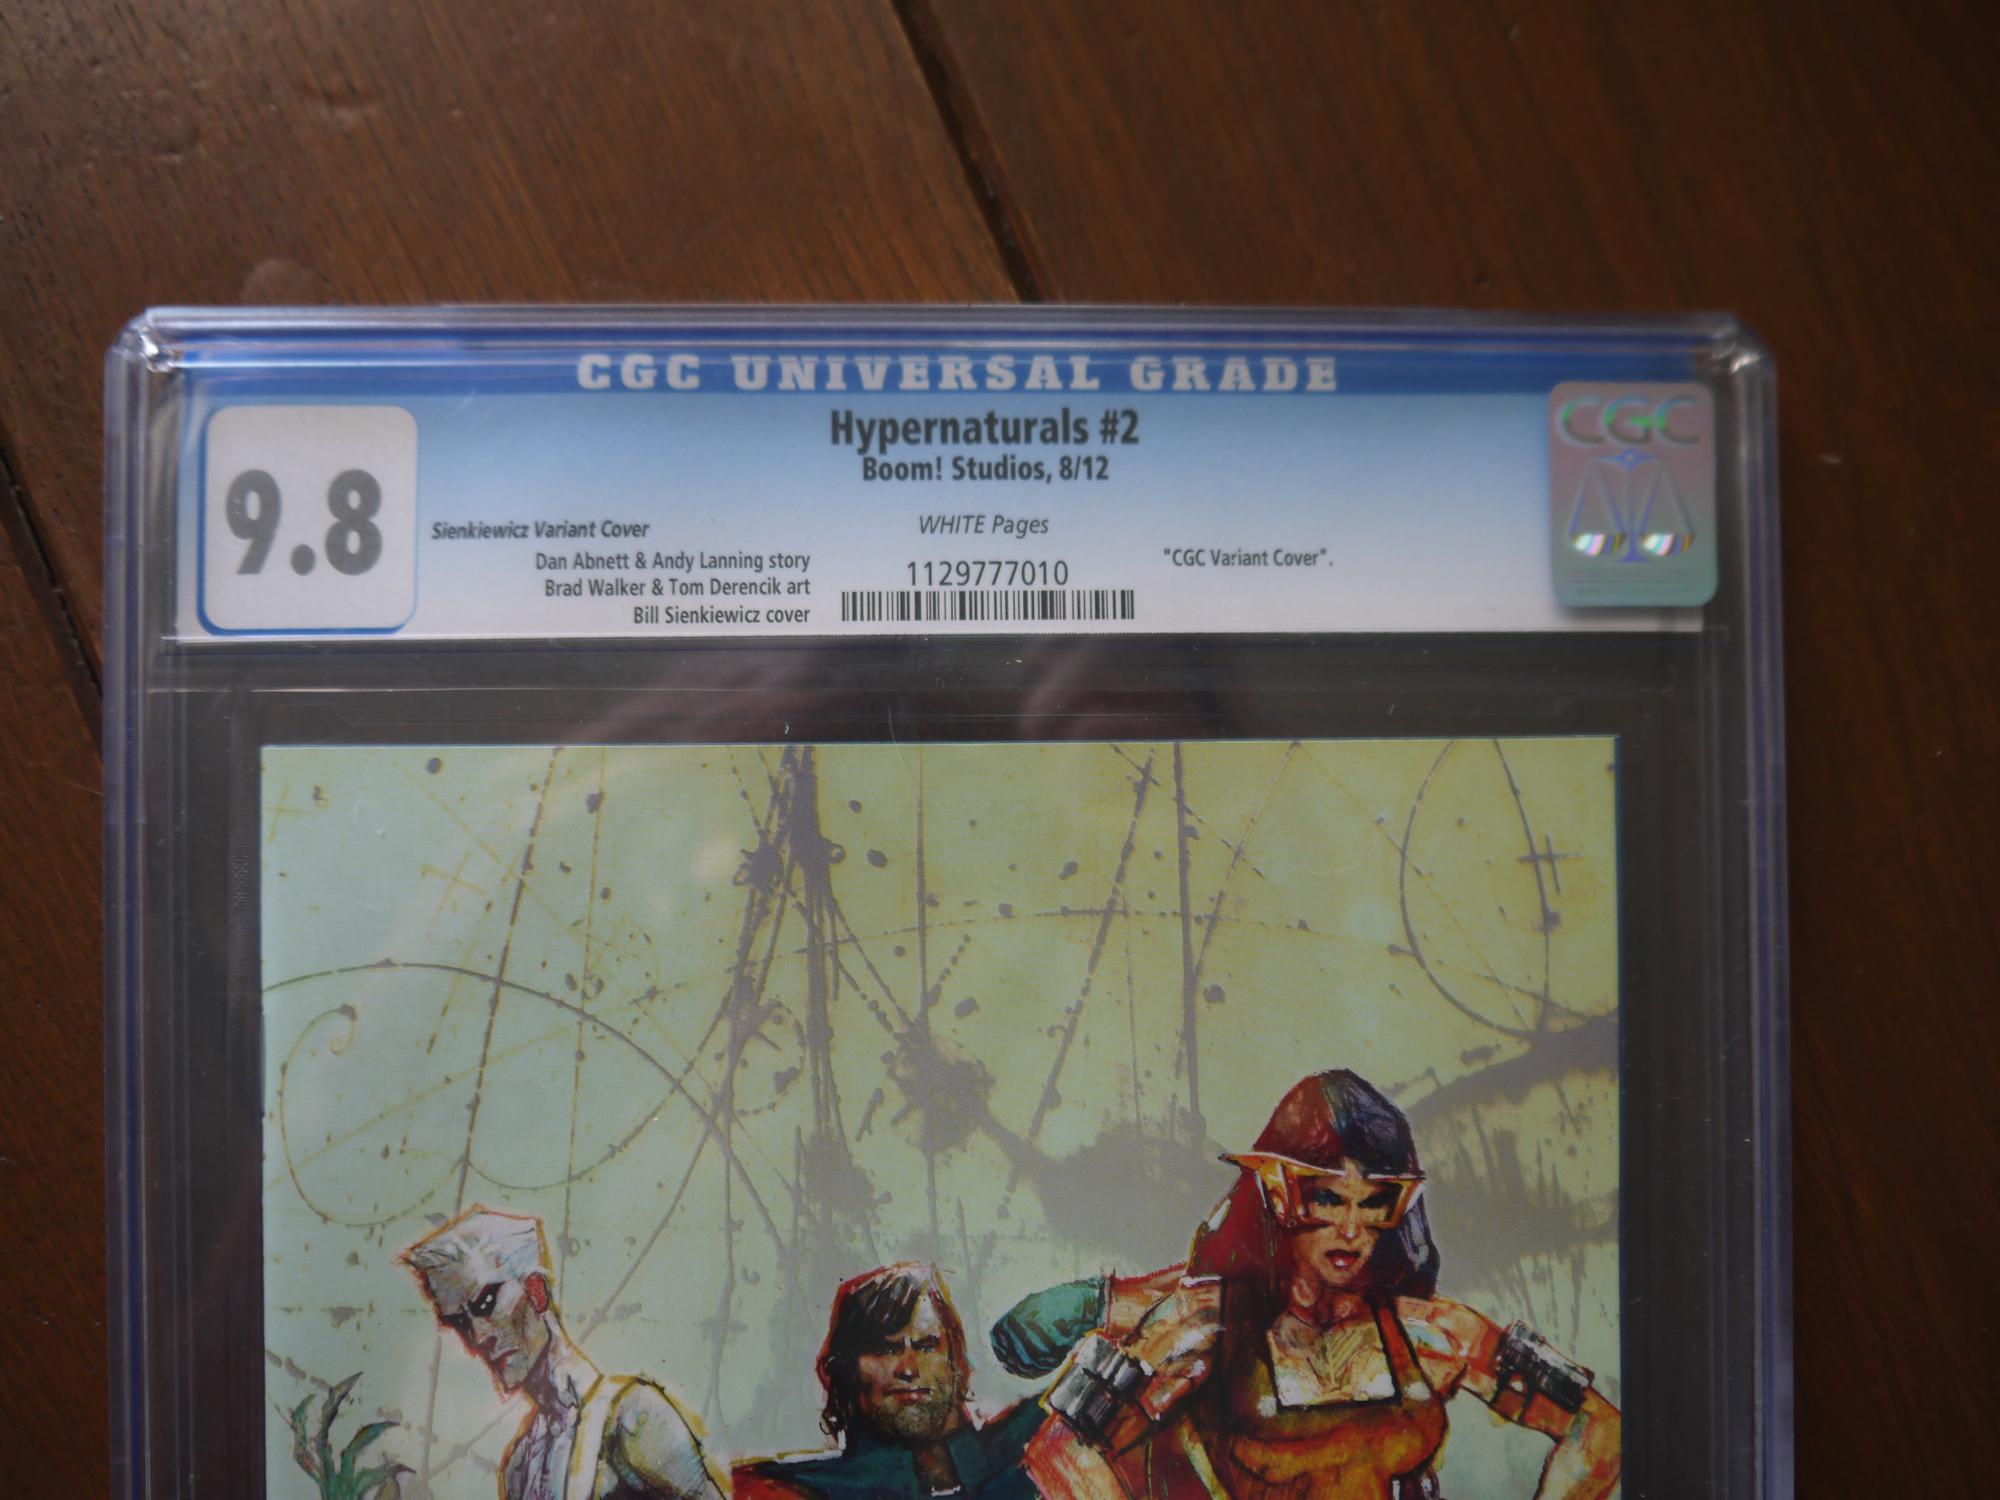 CGC UNIVERSAL GRADE
9.8
Hypernaturals #2
Boom! Studios, 8/12
CGC
WHITE Pages
Sienkiewicz Variant Cover
Dan Abnett & Andy Lanning story
Brad Walker & Tom Derencik art
Bill Sienkiewicz cover
1129777010
"CGC Variant Cover".